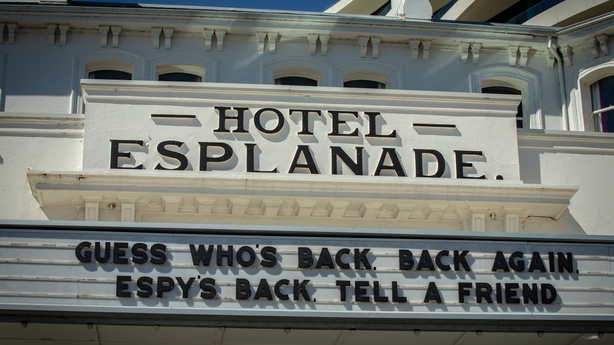 — HOTEL —
ESPLANADE.
GUESS WHO'S BACK. BACK AGAIN.
ESPY'S BACK. TELL A FRIEND